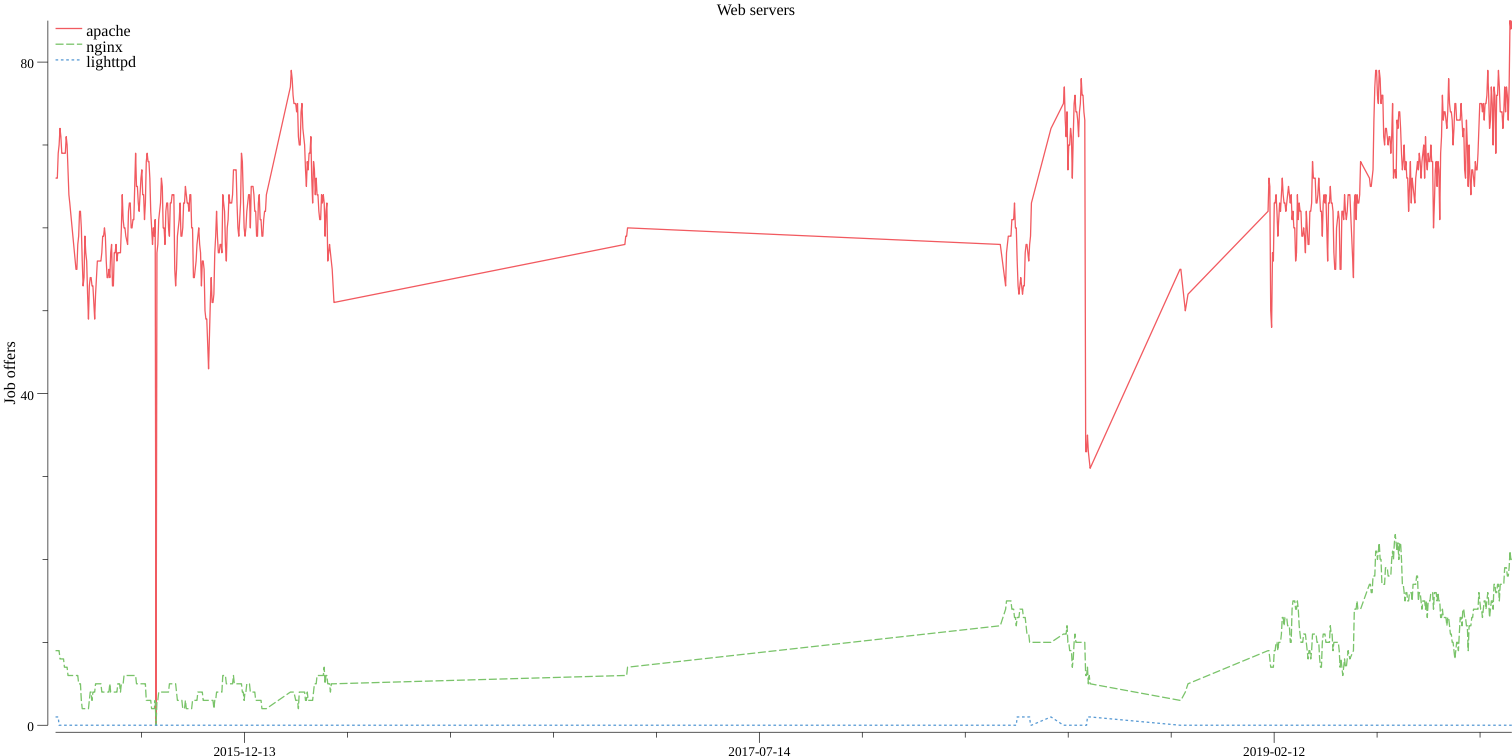 Web servers
apache
nginx
lighttpd
80
Job offers
40
0
2015-12-13
2017-07-14
2019-02-12